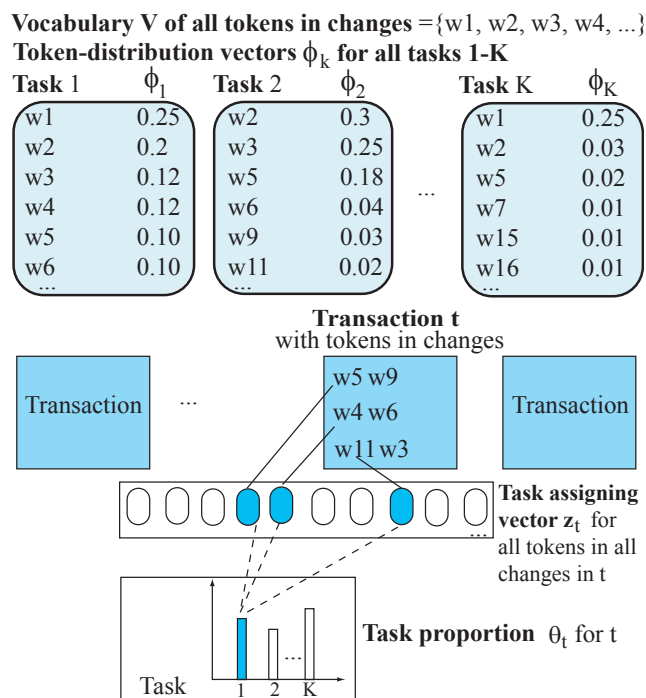 Vocabulary V of all tokens in changes ={w1, w2, w3, w4, ...}
Token-distribution vectors ϕk for all tasks 1-K
Task 1 ϕ1 Task 2 ϕ2 Task K ϕK
w1 0.25 w2 0.3 w1 0.25
w2 0.2 w3 0.25 w2 0.03
w3 0.12 w5 0.18 w5 0.02
w4 0.12 w6 0.04 w7 0.01
w5 0.10 w9 0.03 w15 0.01
w6 0.10 w11 0.02 w16 0.01
... ... ... ...
Transaction t
with tokens in changes
Transaction ... w5 w9 Transaction
w4 w6
w11 w3
Task assigning
vector zt for
all tokens in all
changes in t
...
Task proportion θt for t
...
Task 1 2 K